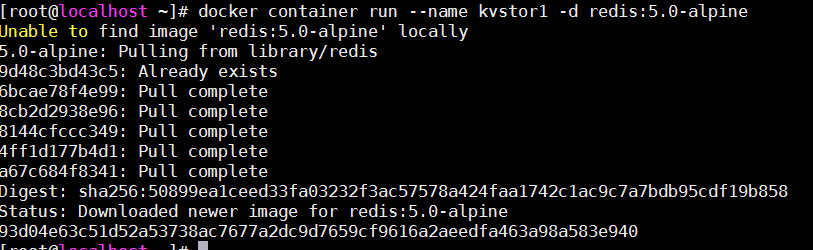 [root@localhost ~]# docker container run --name kvstor1 -d redis:5.0-alpine
Unable to find image 'redis:5.0-alpine' locally
5.0-alpine: Pulling from library/redis
9d48c3bd43c5: Already exists
6bcae78f4e99: Pull complete
8cb2d2938e96: Pull complete
8144cfccc349: Pull complete
4ff1d177b4d1: Pull complete
a67c684f8341: Pull complete
Digest: sha256:50899ea1ceed33fa03232f3ac57578a424faa1742c1ac9c7a7bdb95cdf19b858
Status: Downloaded newer image for redis:5.0-alpine
93d04e63c51d52a53738ac7677a2dc9d7659cf9616a2aeedfa463a98a583e940
[root@localhost ~]#